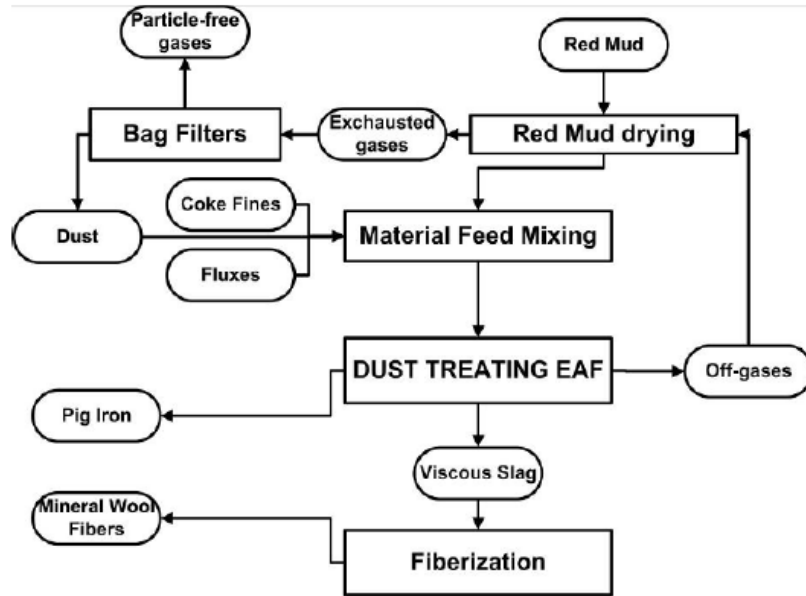 Particle-free
gases
Red Mud
Bag Filters
Exchausted
gases
Red Mud drying
Coke Fines
Dust
Material Feed Mixing
Fluxes
DUST TREATING EAF
Off-gases
Pig Iron
Viscous Slag
Mineral Wool
Fibers
Fiberization